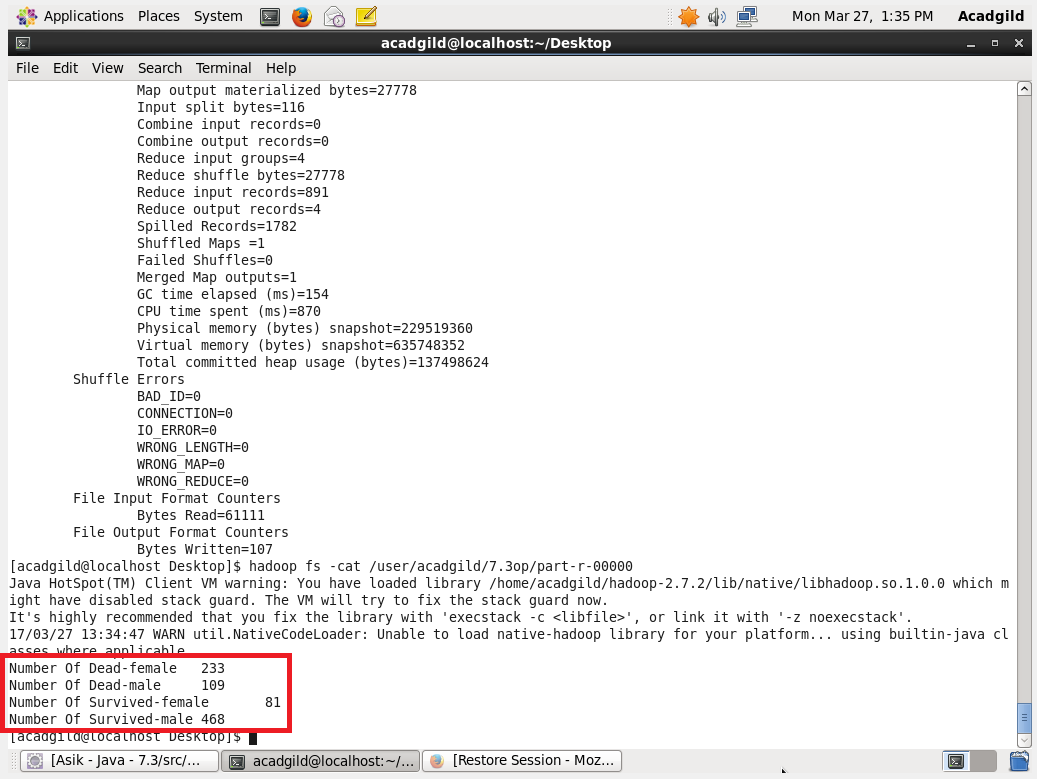 Applications Places System Mon Mar 27, 1:35 PM Acadgild
acadgild@localhost:~/Desktop
File Edit View Search Terminal Help
Map output materialized bytes=27778
Input split bytes=116
Combine input records=0
Combine output records=0
Reduce input groups=4
Reduce shuffle bytes=27778
Reduce input records=891
Reduce output records=4
Spilled Records=1782
Shuffled Maps =1
Failed Shuffles=0
Merged Map outputs=1
GC time elapsed (ms)=154
CPU time spent (ms)=870
Physical memory (bytes) snapshot=229519360
Virtual memory (bytes) snapshot=635748352
Total committed heap usage (bytes)=137498624
Shuffle Errors
BAD_ID=0
CONNECTION=0
IO_ERROR=0
WRONG_LENGTH=0
WRONG_MAP=0
WRONG_REDUCE=0
File Input Format Counters
Bytes Read=61111
File Output Format Counters
Bytes Written=107
[acadgild@localhost Desktop]$ hadoop fs -cat /user/acadgild/7.3op/part-r-00000
Java HotSpot(TM) Client VM warning: You have loaded library /home/acadgild/hadoop-2.7.2/lib/native/libhadoop.so.1.0.0 which m
ight have disabled stack guard. The VM will try to fix the stack guard now.
It's highly recommended that you fix the library with 'execstack -c <libfile>', or link it with '-z noexecstack'.
17/03/27 13:34:47 WARN util.NativeCodeLoader: Unable to load native-hadoop library for your platform... using builtin-java cl
asses where applicable
Number Of Dead-female 233
Number Of Dead-male 109
Number Of Survived-female 81
Number Of Survived-male 468
[acadgild@localhost Desktop]$
[Asik - Java - 7.3/src/... acadgild@localhost:~/... [Restore Session - Moz...